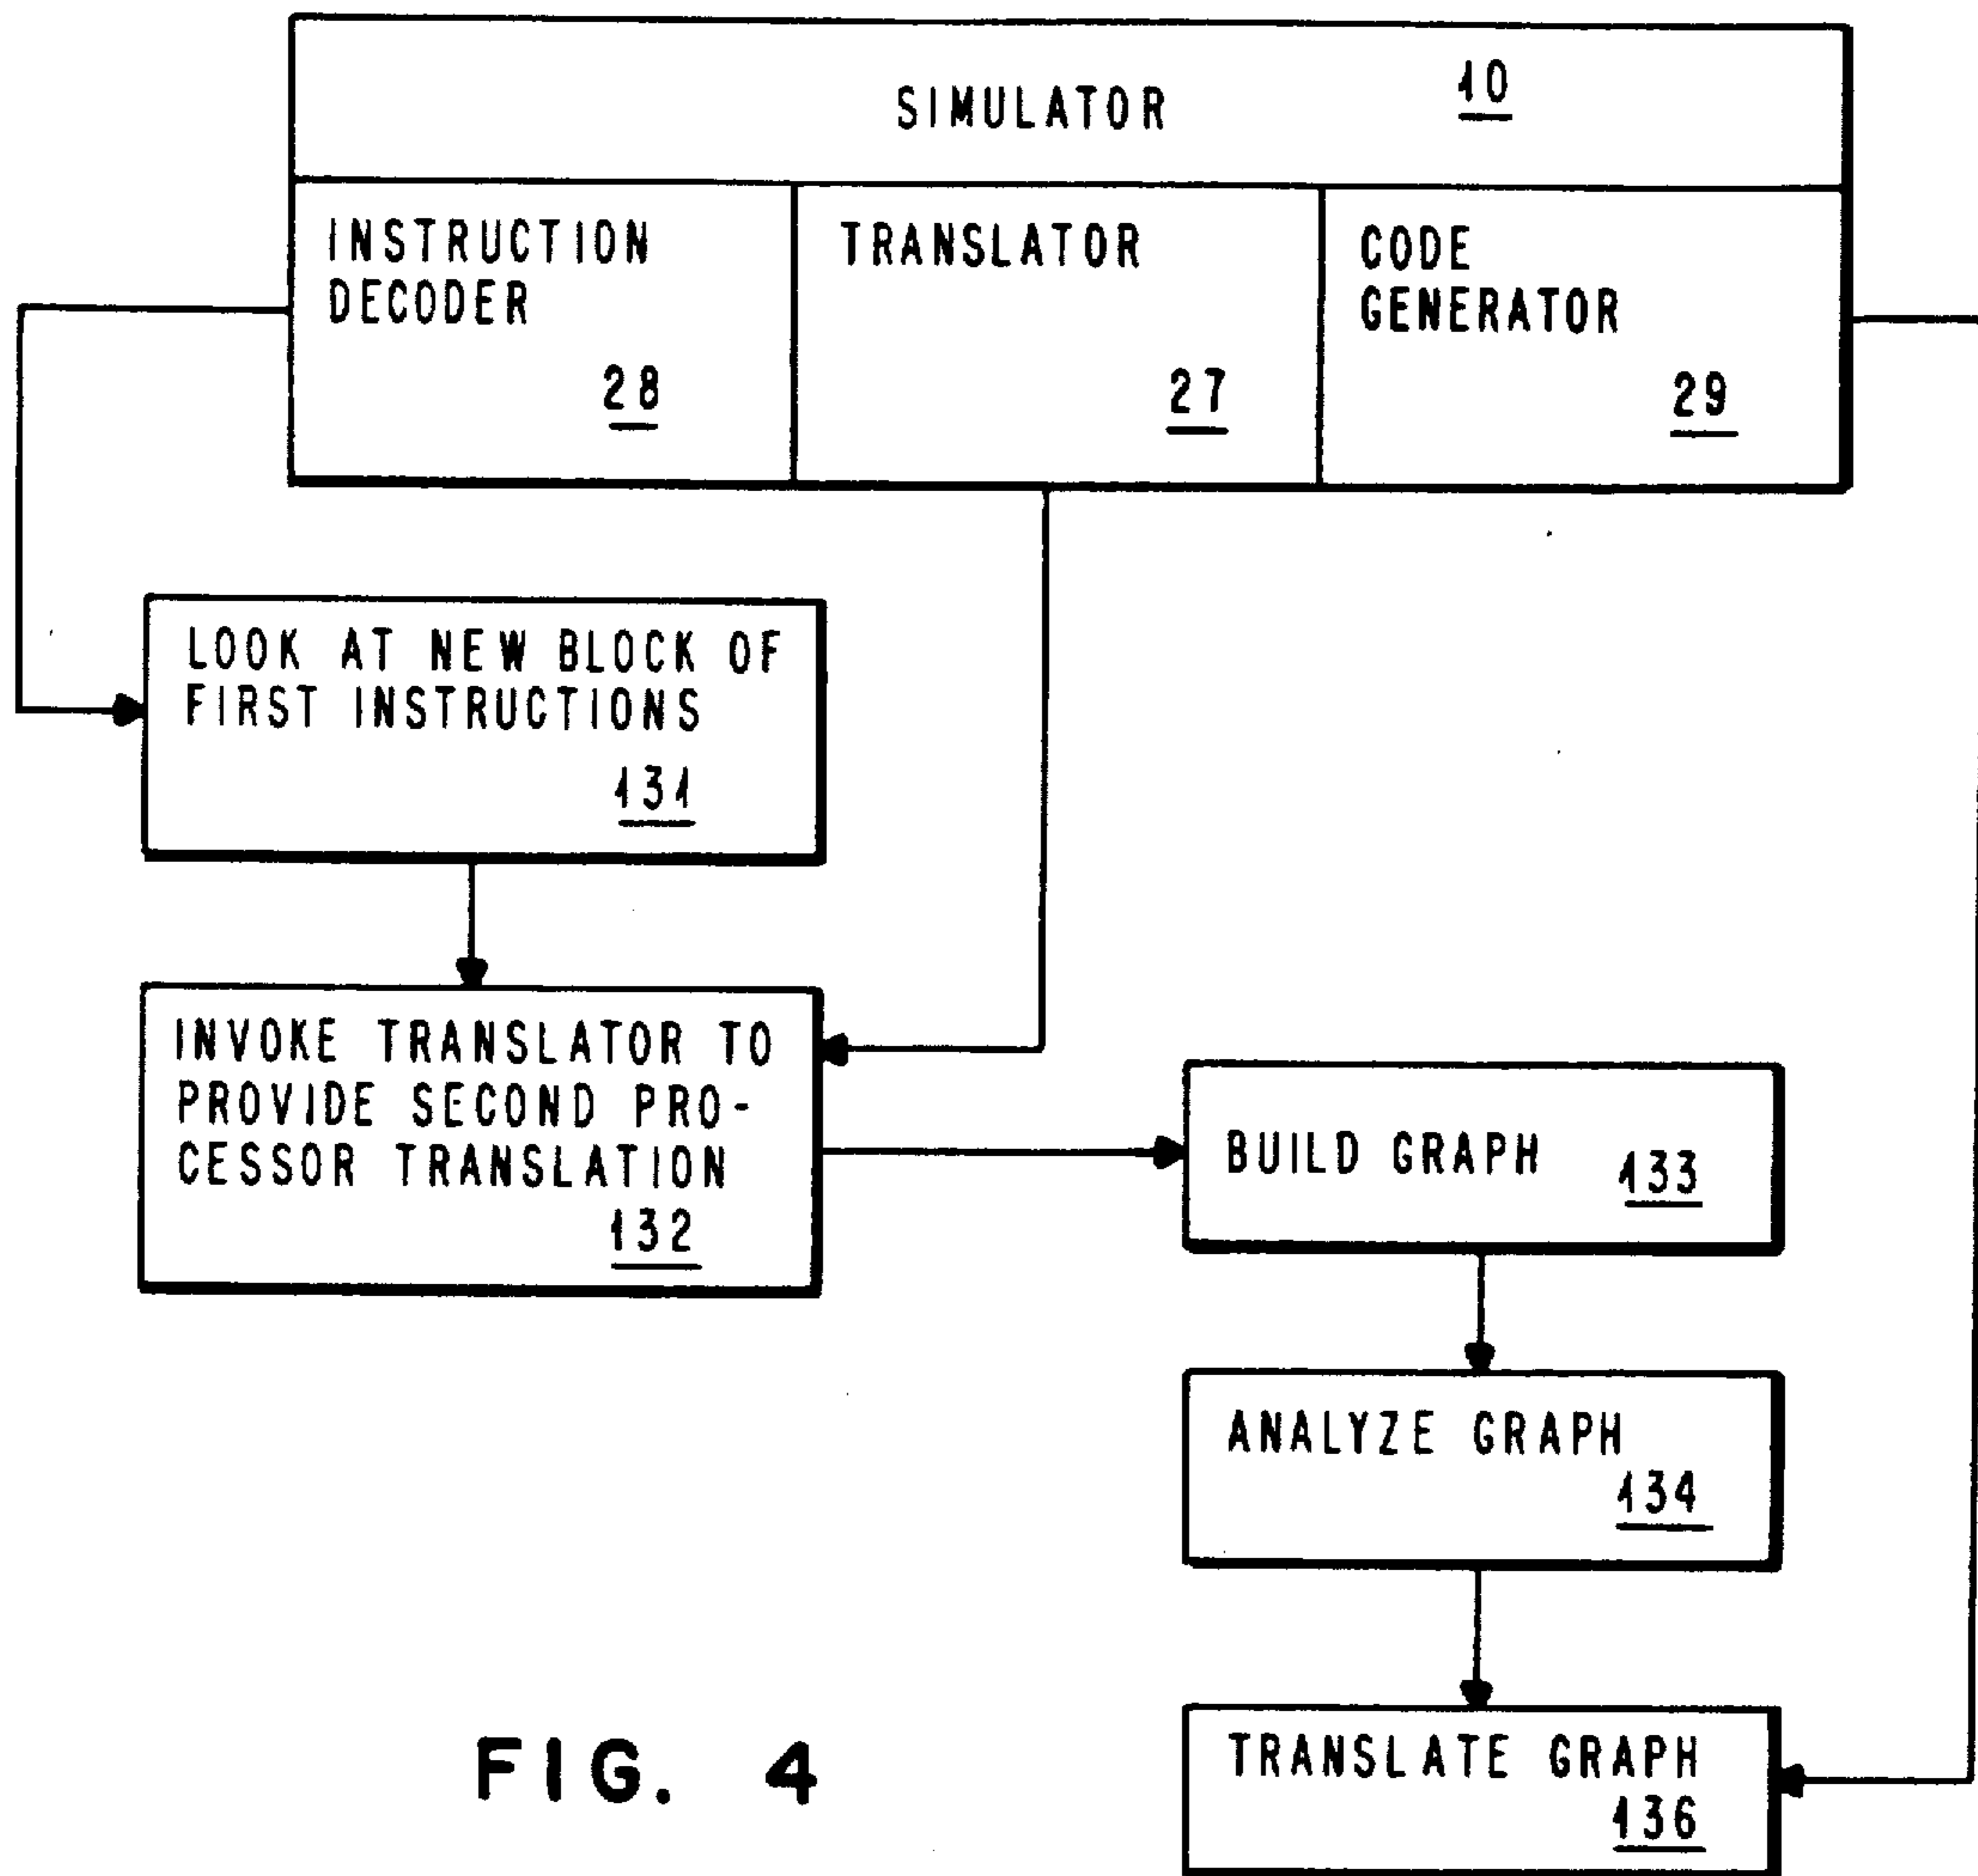 SIMULATOR 10
INSTRUCTION
DECODER
28
TRANSLATOR
27
CODE
GENERATOR
29
LOOK AT NEW BLOCK OF
FIRST INSTRUCTIONS
131
INVOKE TRANSLATOR TO
PROVIDE SECOND PRO-
CESSOR TRANSLATION
132
BUILD GRAPH 133
ANALYZE GRAPH
134
TRANSLATE GRAPH
136
FIG. 4